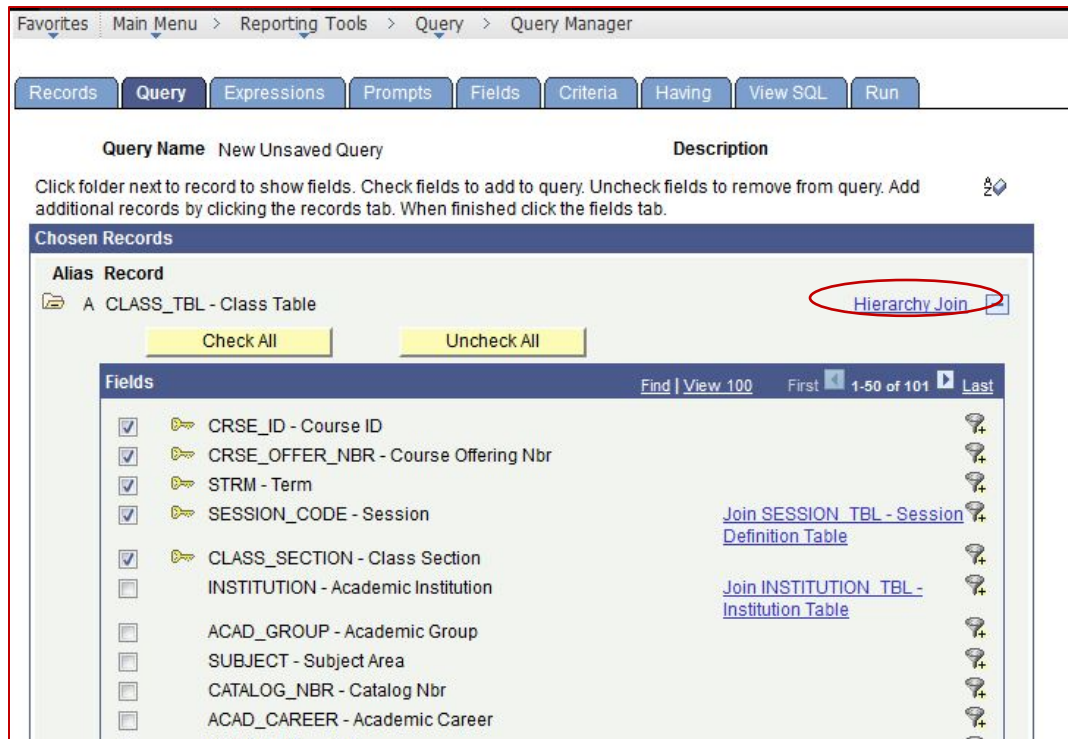 Favorites Main Menu > Reporting Tools > Query > Query Manager
Records Query Expressions Prompts Fields Criteria Having View SQL Run
Query Name New Unsaved Query Description
Click folder next to record to show fields. Check fields to add to query. Uncheck fields to remove from query. Add
additional records by clicking the records tab. When finished click the fields tab.
Chosen Records
Alias Record
A CLASS_TBL - Class Table Hierarchy Join
Check All Uncheck All
Fields Find | View 100 First 1-50 of 101 Last
CRSE_ID - Course ID
CRSE_OFFER_NBR - Course Offering Nbr
STRM - Term
SESSION_CODE - Session Join SESSION_TBL - Session
Definition Table
CLASS_SECTION - Class Section
INSTITUTION - Academic Institution Join INSTITUTION_TBL -
Institution Table
ACAD_GROUP - Academic Group
SUBJECT - Subject Area
CATALOG_NBR - Catalog Nbr
ACAD_CAREER - Academic Career